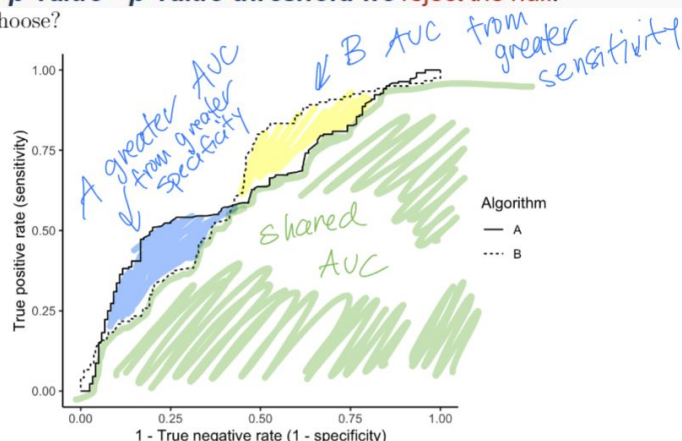 hoose?
A greater AUC
from greater
specificity
B AUC from
greater
sensitivity
1.00
0.75
0.50
0.25
0.00
True positive rate (sensitivity)
shared
AUC
Algorithm
A
B
0.00 0.25 0.50 0.75 1.00
1 - True negative rate (1 - specificity)